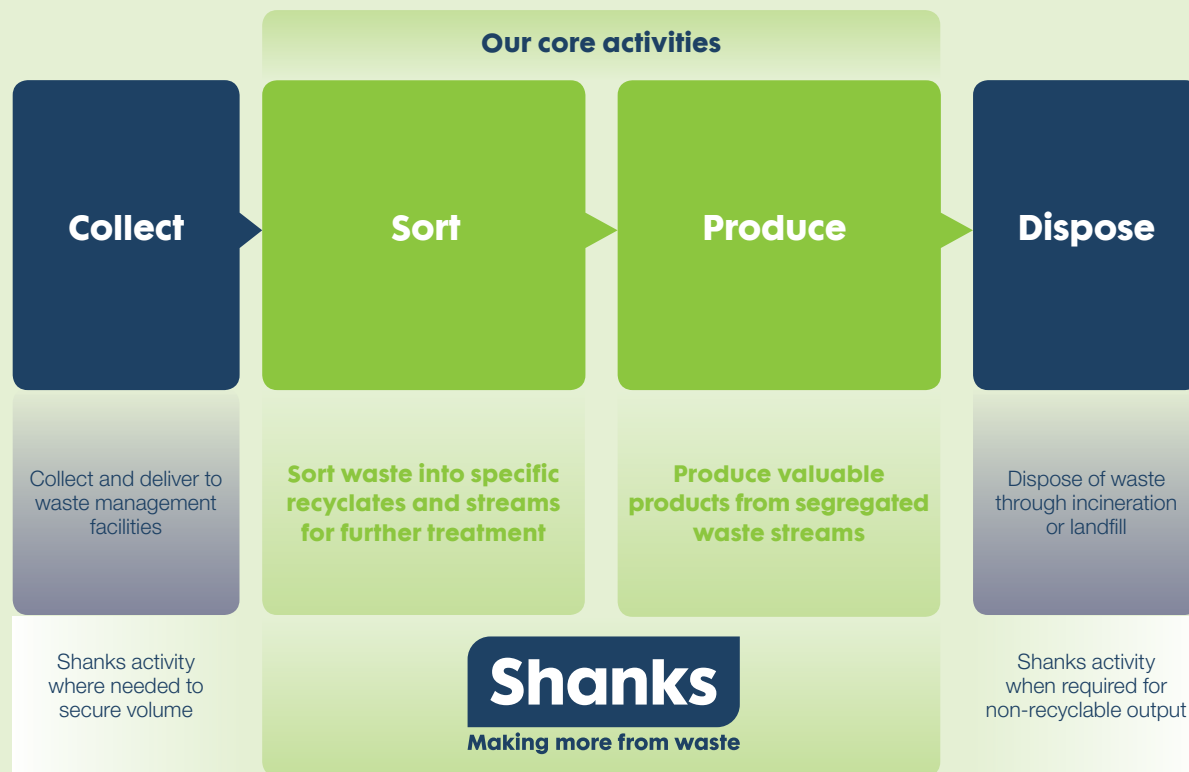 Our core activities
Collect
Sort
Produce
Dispose
Collect and deliver to
waste management
facilities
Sort waste into specific
recyclates and streams
for further treatment
Produce valuable
products from segregated
waste streams
Dispose of waste
through incineration
or landfill
Shanks activity
where needed to
secure volume
Shanks
Making more from waste
Shanks activity
when required for
non-recyclable output